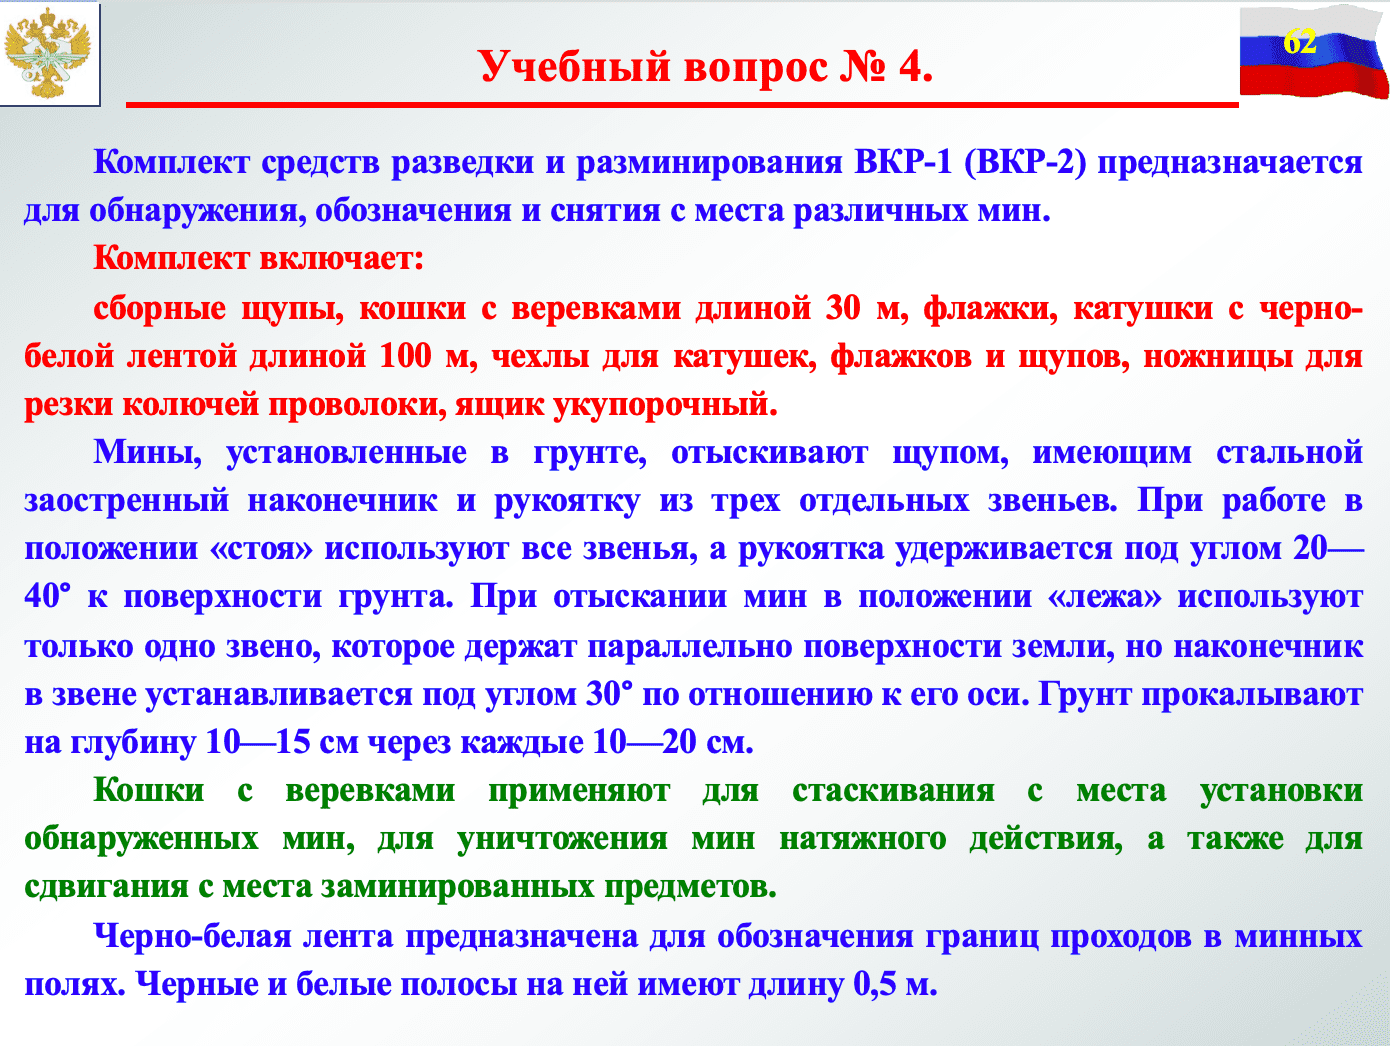 62
Учебный вопрос № 4.
Комплект средств разведки и разминирования ВКР-1 (ВКР-2) предназначается
для обнаружения, обозначения и снятия с места различных мин.
Комплект включает:
сборные щупы, кошки с веревками длиной 30 м, флажки, катушки с черно-
белой лентой длиной 100 м, чехлы для катушек, флажков и щупов, ножницы для
резки колючей проволоки, ящик укупорочный.
Мины, установленные в грунте, отыскивают щупом, имеющим стальной
заостренный наконечник и рукоятку из трех отдельных звеньев. При работе в
положении «стоя» используют все звенья, а рукоятка удерживается под углом 20—
40° к поверхности грунта. При отыскании мин в положении «лежа» используют
только одно звено, которое держат параллельно поверхности земли, но наконечник
в звене устанавливается под углом 30° по отношению к его оси. Грунт прокалывают
на глубину 10—15 см через каждые 10—20 см.
Кошки с веревками применяют для стаскивания с места установки
обнаруженных мин, для уничтожения мин натяжного действия, а также для
сдвигания с места заминированных предметов.
Черно-белая лента предназначена для обозначения границ проходов в минных
полях. Черные и белые полосы на ней имеют длину 0,5 м.